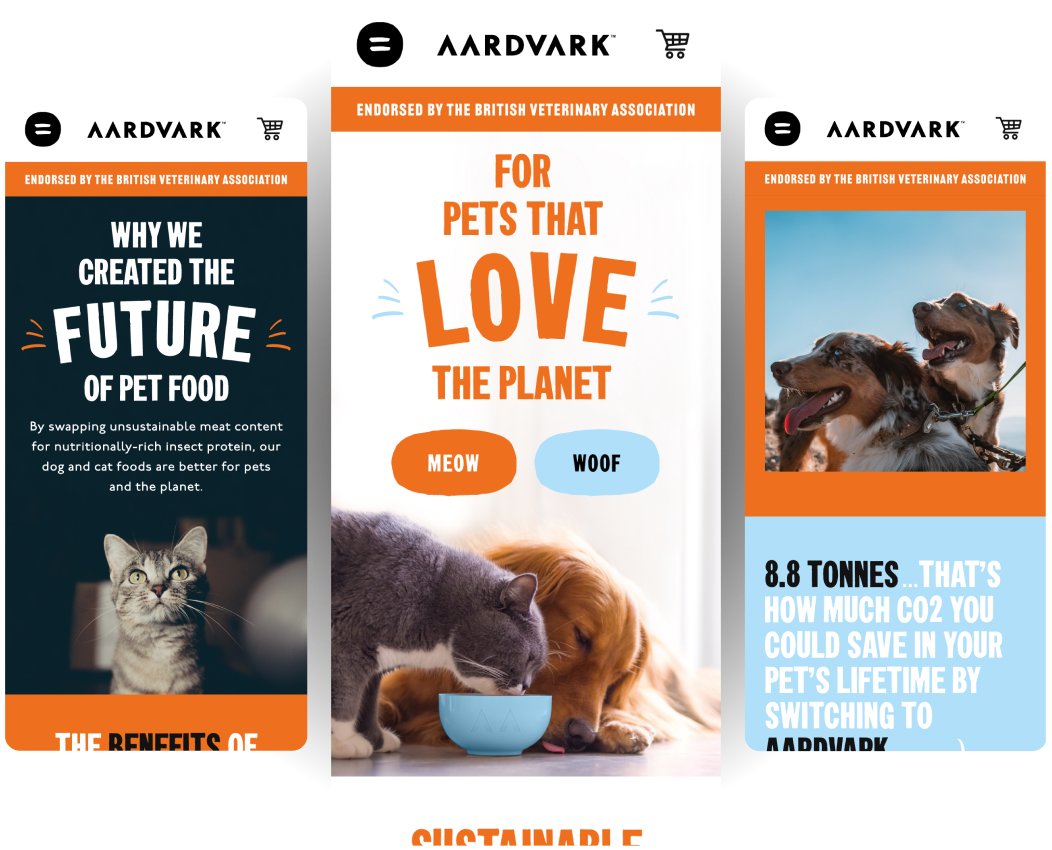 AARDVARK™
ENDORSED BY THE BRITISH VETERINARY ASSOCIATION
WHY WE
CREATED THE
FUTURE
OF PET FOOD
By swapping unsustainable meat content
for nutritionally-rich insect protein, our
dog and cat foods are better for pets
and the planet.
THE BENEFITS OF
AARDVARK™
ENDORSED BY THE BRITISH VETERINARY ASSOCIATION
FOR
PETS THAT
LOVE
THE PLANET
MEOW
WOOF
SUSTAINABLE
AARDVARK™
ENDORSED BY THE BRITISH VETERINARY ASSOCIATION
8.8 TONNES...THAT'S
HOW MUCH CO2 YOU
COULD SAVE IN YOUR
PET'S LIFETIME BY
SWITCHING TO
AARDVARK